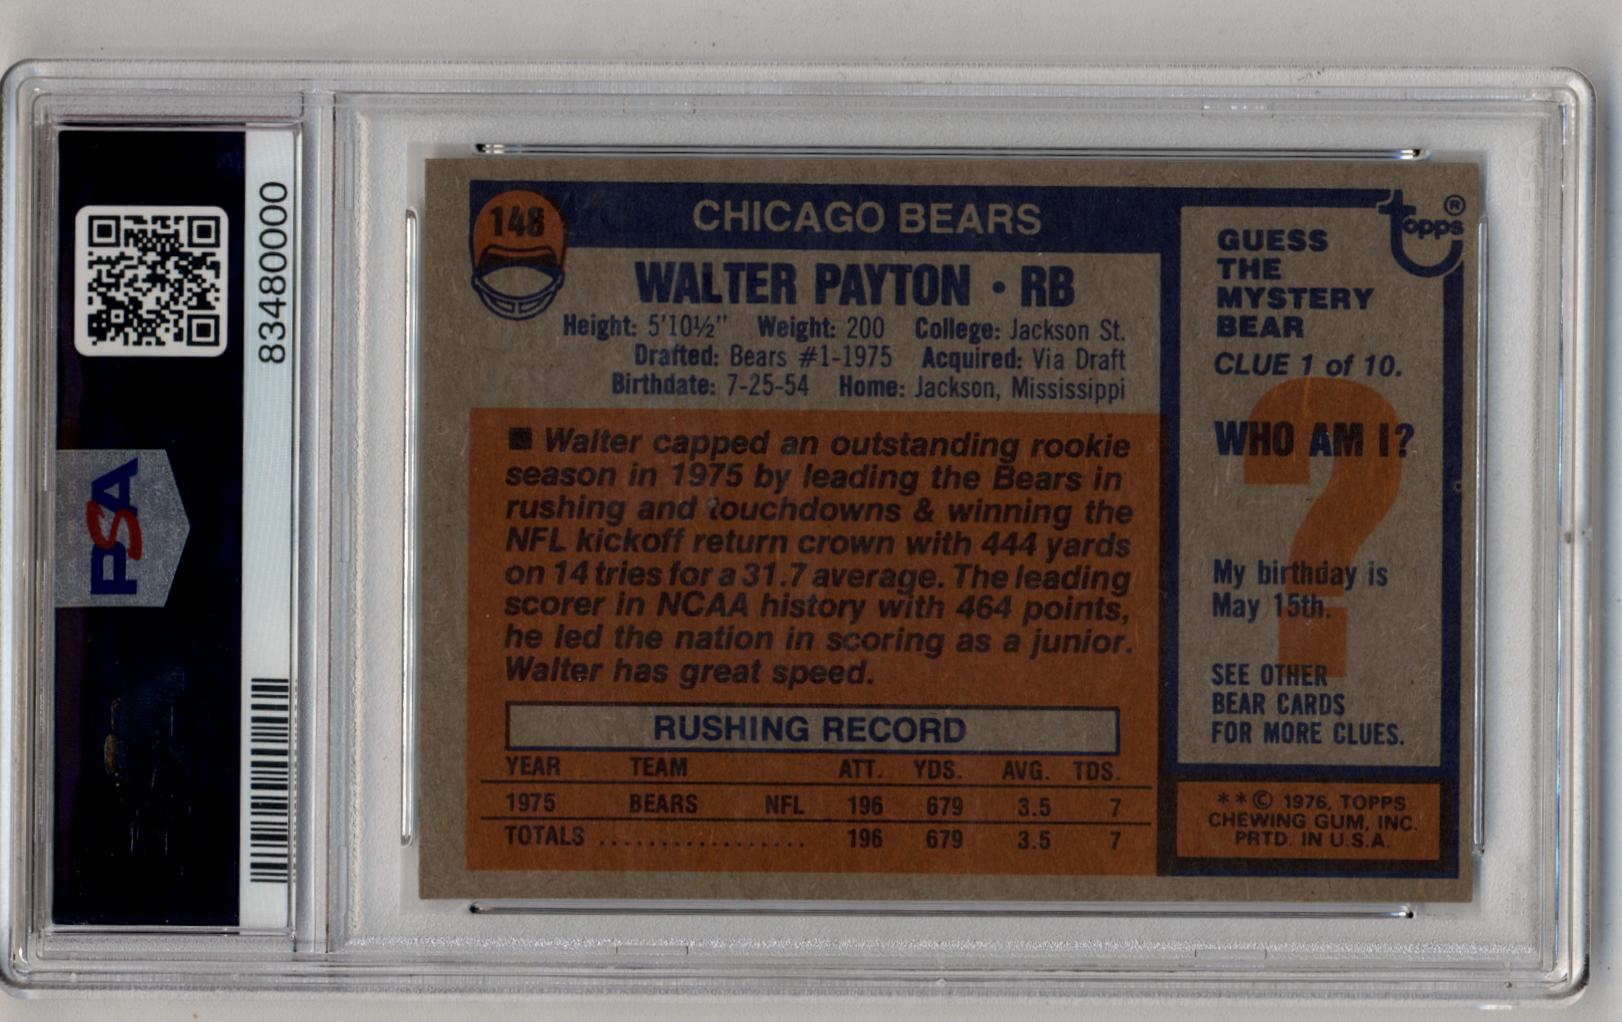 83480000
PSA
148
CHICAGO BEARS
WALTER PAYTON • RB
Height: 5'10½" Weight: 200 College: Jackson St.
Drafted: Bears #1-1975 Acquired: Via Draft
Birthdate: 7-25-54 Home: Jackson, Mississippi
■ Walter capped an outstanding rookie
season in 1975 by leading the Bears in
rushing and touchdowns & winning the
NFL kickoff return crown with 444 yards
on 14 tries for a 31.7 average. The leading
scorer in NCAA history with 464 points,
he led the nation in scoring as a junior.
Walter has great speed.
RUSHING RECORD
YEAR TEAM ATT. YDS. AVG. TDS.
1975 BEARS NFL 196 679 3.5 7
TOTALS ................ 196 679 3.5 7
topps®
GUESS
THE
MYSTERY
BEAR
CLUE 1 of 10.
WHO AM I?
?
My birthday is
May 15th.
SEE OTHER
BEAR CARDS
FOR MORE CLUES.
**© 1976, TOPPS
CHEWING GUM, INC.
PRTD. IN U.S.A.
PSA